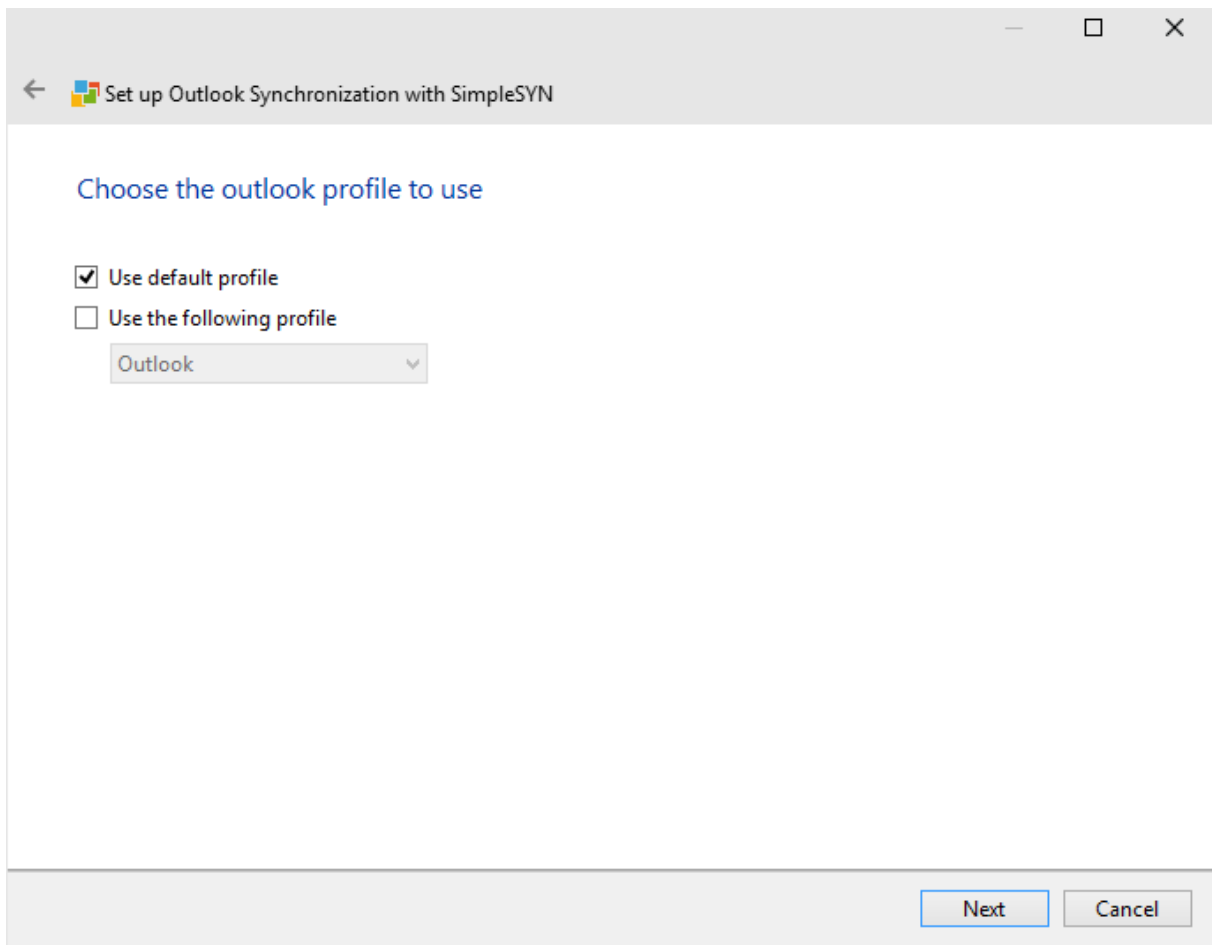 Set up Outlook Synchronization with SimpleSYN
Choose the outlook profile to use
Use default profile
Use the following profile
Outlook
Next
Cancel